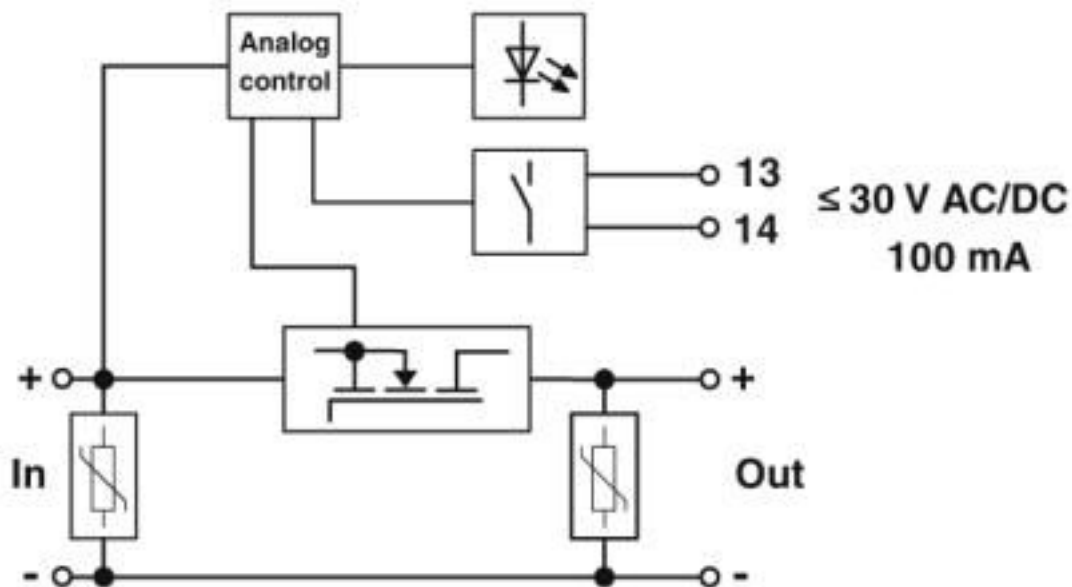 Analog
control
13
≤ 30 V AC/DC
14
100 mA
+
+
In
Out
-
-